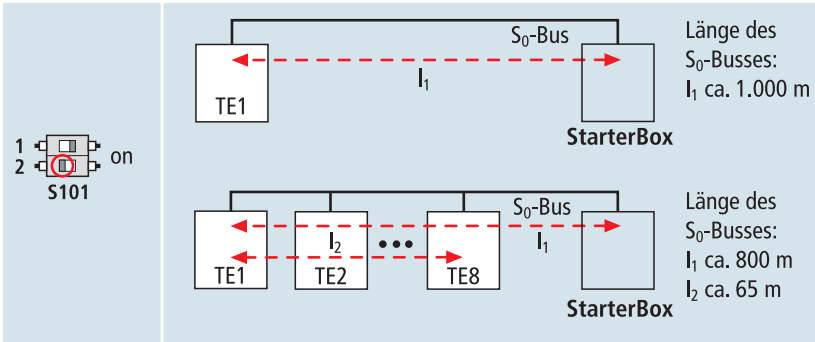 1
2
on
S101
S₀-Bus
l₁
TE1
StarterBox
Länge des
S₀-Busses:
l₁ ca. 1.000 m
S₀-Bus
l₂
l₁
TE1
TE2
TE8
StarterBox
Länge des
S₀-Busses:
l₁ ca. 800 m
l₂ ca. 65 m